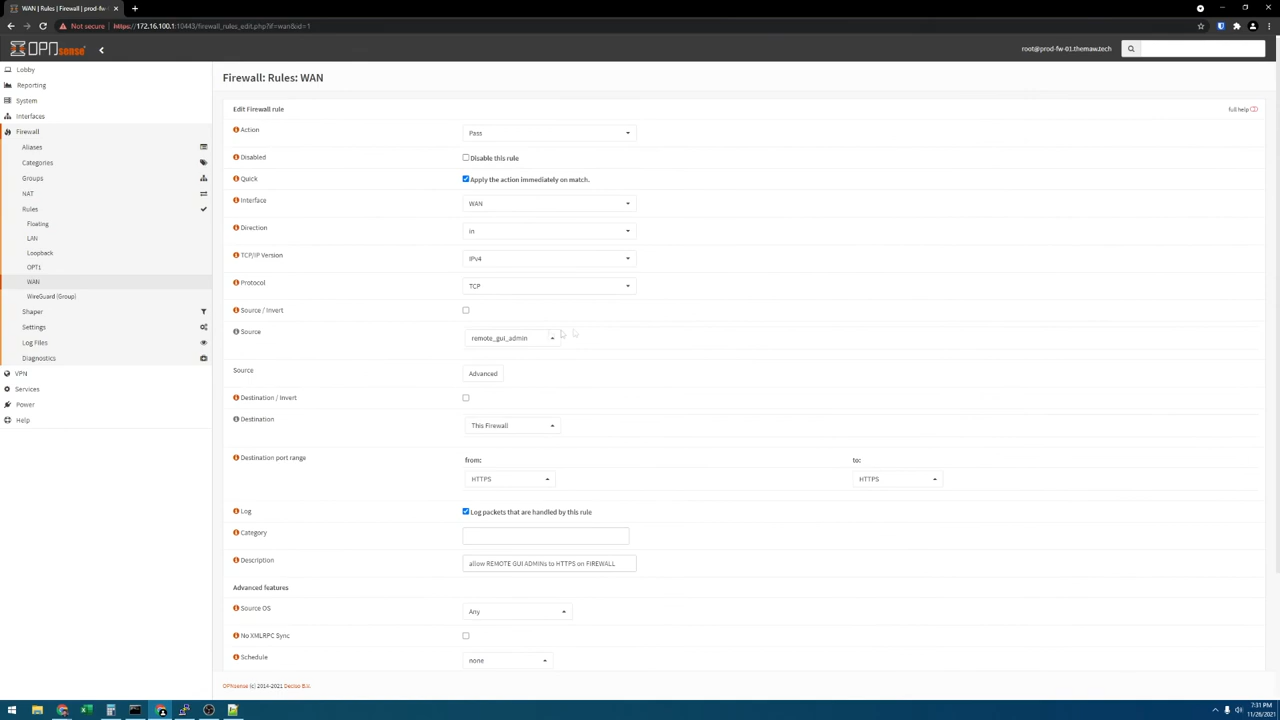 WAN | Rules | Firewall | prod-fw
Not secure | https://172.16.100.1:10443/firewall_rules_edit.php?if=wan&id=1
OPNsense
root@prod-fw-01.themaw.tech
Lobby
Reporting
System
Interfaces
Firewall
Aliases
Categories
Groups
NAT
Rules
Floating
LAN
Loopback
OPT1
WAN
WireGuard (Group)
Shaper
Settings
Log Files
Diagnostics
VPN
Services
Power
Help
Firewall: Rules: WAN
Edit Firewall rule
full help
Action
Pass
Disabled
Disable this rule
Quick
Apply the action immediately on match.
Interface
WAN
Direction
in
TCP/IP Version
IPv4
Protocol
TCP
Source / Invert
Source
remote_gui_admin
Source
Advanced
Destination / Invert
Destination
This Firewall
Destination port range
from:
to:
HTTPS
HTTPS
Log
Log packets that are handled by this rule
Category
Description
allow REMOTE GUI ADMINs to HTTPS on FIREWALL
Advanced features
Source OS
Any
No XMLRPC Sync
Schedule
none
OPNsense (c) 2014-2021 Deciso B.V.
7:31 PM
11/26/2021